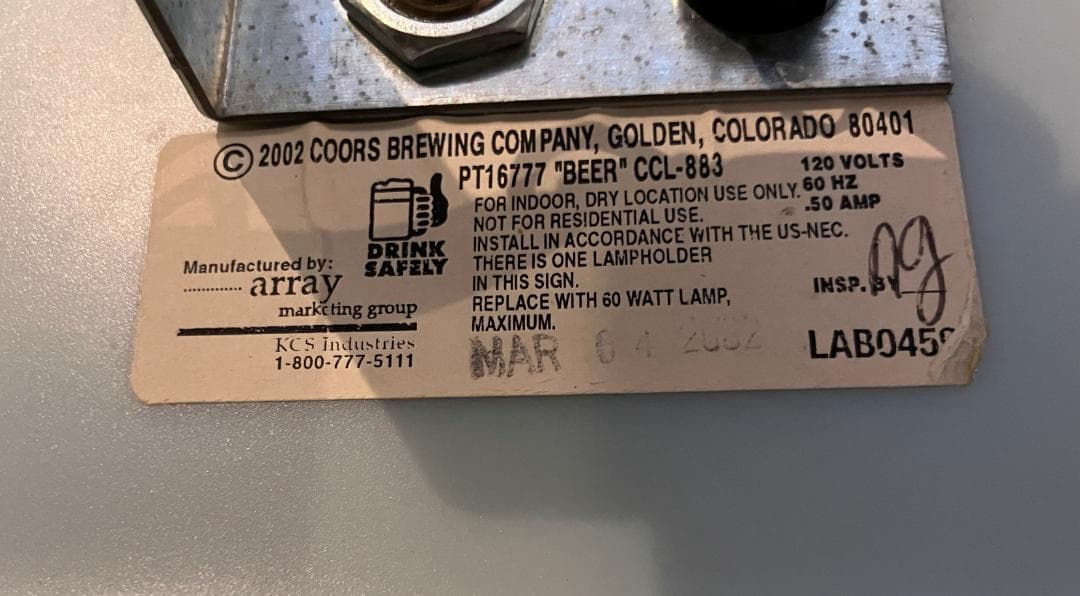 © 2002 COORS BREWING COMPANY, GOLDEN, COLORADO 80401
PT16777 "BEER" CCL-883
120 VOLTS
60 HZ
.50 AMP
FOR INDOOR, DRY LOCATION USE ONLY.
NOT FOR RESIDENTIAL USE.
INSTALL IN ACCORDANCE WITH THE US-NEC.
THERE IS ONE LAMPHOLDER
IN THIS SIGN.
REPLACE WITH 60 WATT LAMP,
MAXIMUM.
DRINK
SAFELY
Manufactured by:
array
marketing group
KCS Industries
1-800-777-5111
MAR 04 2002
INSP. BY
LAB045